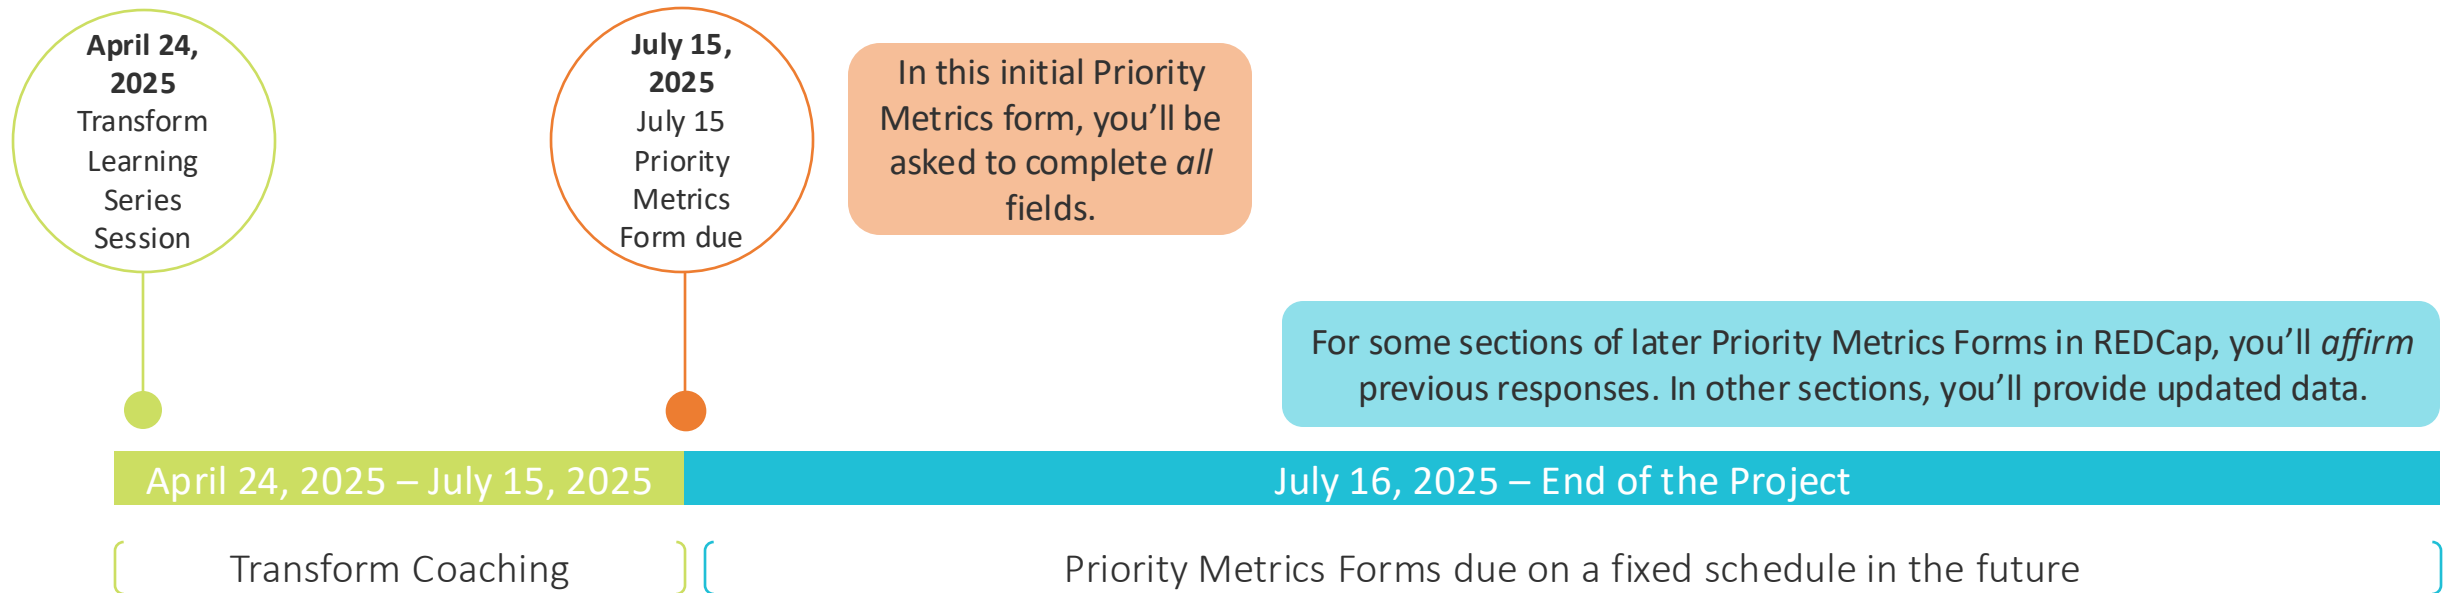 April 24,
2025
Transform
Learning
Series
Session
July 15,
2025
July 15
Priority
Metrics
Form due
In this initial Priority
Metrics form, you’ll be
asked to complete all
fields.
For some sections of later Priority Metrics Forms in REDCap, you’ll affirm
previous responses. In other sections, you’ll provide updated data.
April 24, 2025 – July 15, 2025
July 16, 2025 – End of the Project
Transform Coaching
Priority Metrics Forms due on a fixed schedule in the future